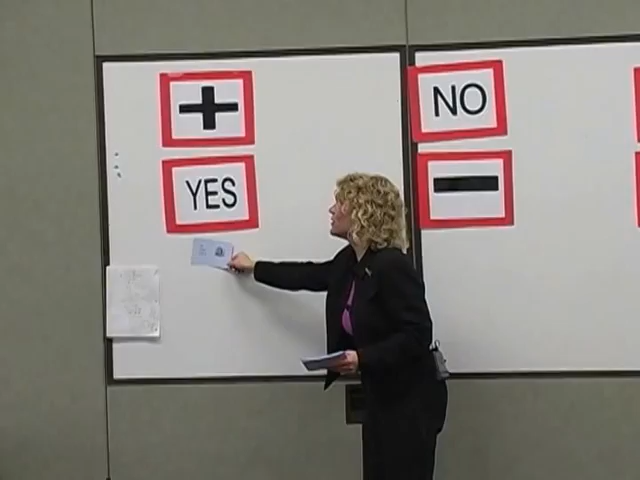 + NO
YES -